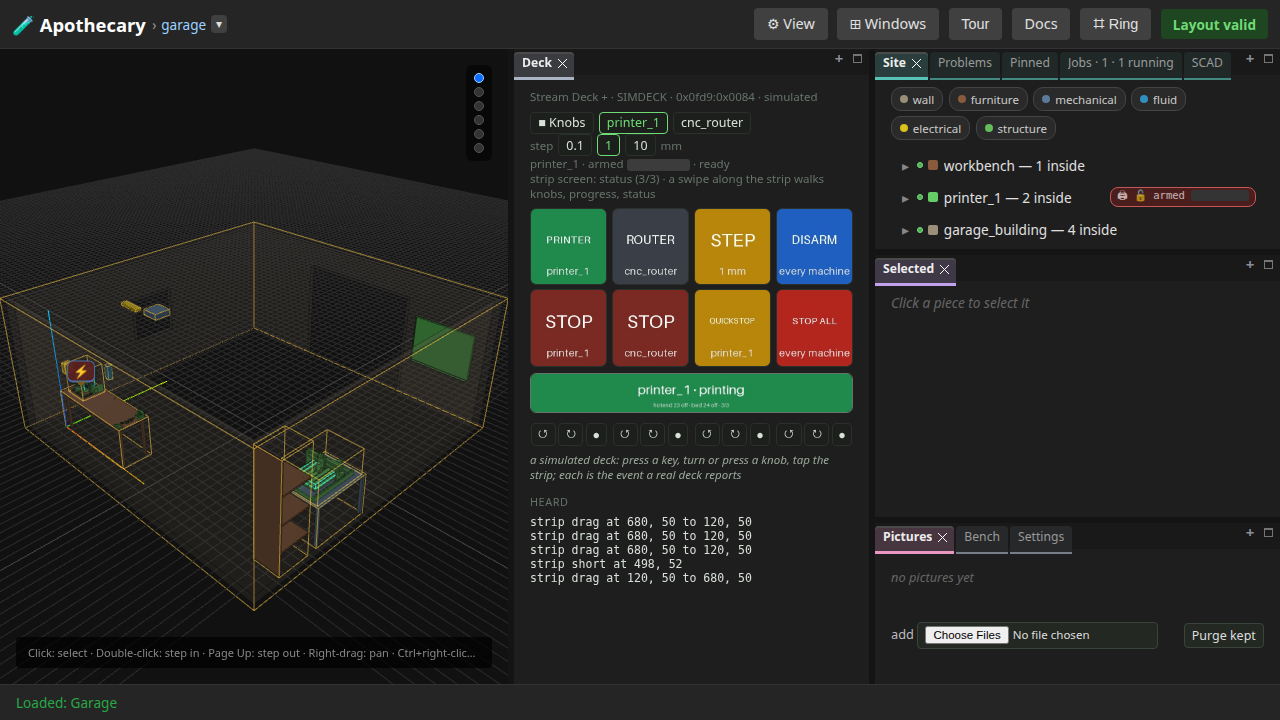 🧪 Apothecary › garage ▾
⚙ View
⊞ Windows
Tour
Docs
⌗ Ring
Layout valid
Click: select · Double-click: step in · Page Up: step out · Right-drag: pan · Ctrl+right-clic...
Deck
Stream Deck + · SIMDECK · 0x0fd9:0x0084 · simulated
■ Knobs printer_1 cnc_router
step 0.1 1 10 mm
printer_1 · armed · ready
strip screen: status (3/3) · a swipe along the strip walks
knobs, progress, status
PRINTER
printer_1
ROUTER
cnc_router
STEP
1 mm
DISARM
every machine
STOP
printer_1
STOP
cnc_router
QUICKSTOP
printer_1
STOP ALL
every machine
printer_1 · printing
hotend 23 off · bed 24 off · 3/3
a simulated deck: press a key, turn or press a knob, tap the
strip; each is the event a real deck reports
HEARD
strip drag at 680, 50 to 120, 50
strip drag at 680, 50 to 120, 50
strip drag at 680, 50 to 120, 50
strip short at 498, 52
strip drag at 120, 50 to 680, 50
Site
Problems
Pinned
Jobs · 1 · 1 running
SCAD
wall
furniture
mechanical
fluid
electrical
structure
workbench — 1 inside
printer_1 — 2 inside
armed
garage_building — 4 inside
Selected
Click a piece to select it
Pictures
Bench
Settings
no pictures yet
add Choose Files No file chosen
Purge kept
Loaded: Garage